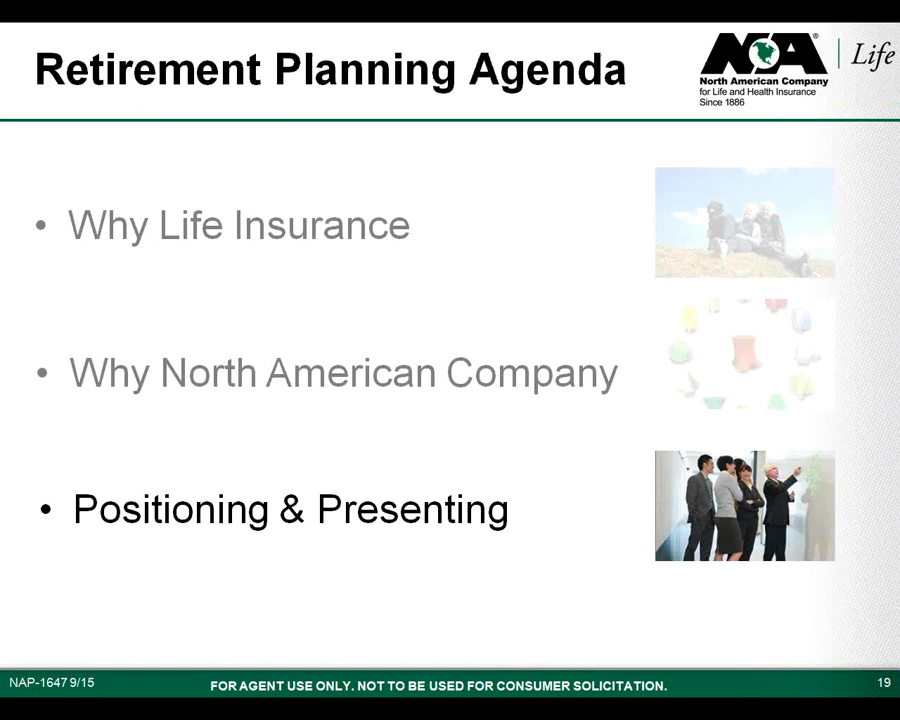 Retirement Planning Agenda
NAA® | Life
North American Company
for Life and Health Insurance
Since 1886
• Why Life Insurance
• Why North American Company
• Positioning & Presenting
NAP-1647 9/15
FOR AGENT USE ONLY. NOT TO BE USED FOR CONSUMER SOLICITATION.
19